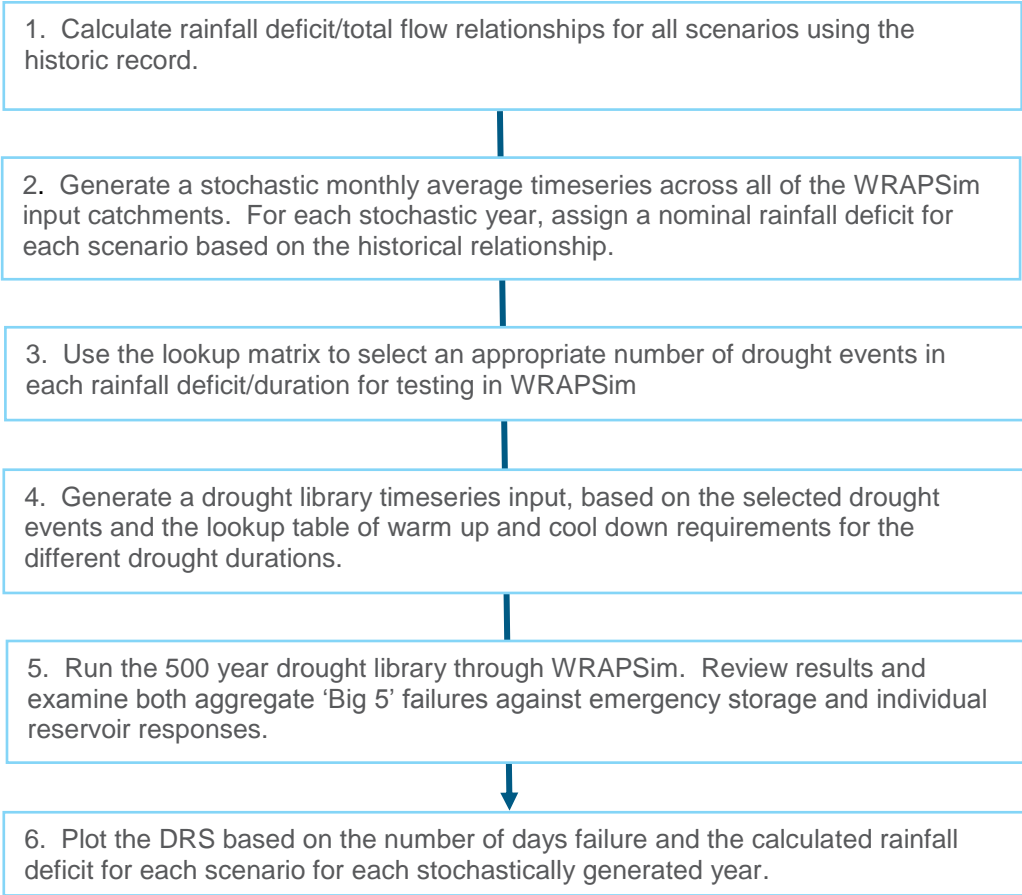 1.  Calculate rainfall deficit/total flow relationships for all scenarios using the
historic record.
2.  Generate a stochastic monthly average timeseries across all of the WRAPSim
input catchments.  For each stochastic year, assign a nominal rainfall deficit for
each scenario based on the historical relationship.
3.  Use the lookup matrix to select an appropriate number of drought events in
each rainfall deficit/duration for testing in WRAPSim
4.  Generate a drought library timeseries input, based on the selected drought
events and the lookup table of warm up and cool down requirements for the
different drought durations.
5.  Run the 500 year drought library through WRAPSim.  Review results and
examine both aggregate ‘Big 5’ failures against emergency storage and individual
reservoir responses.
6.  Plot the DRS based on the number of days failure and the calculated rainfall
deficit for each scenario for each stochastically generated year.